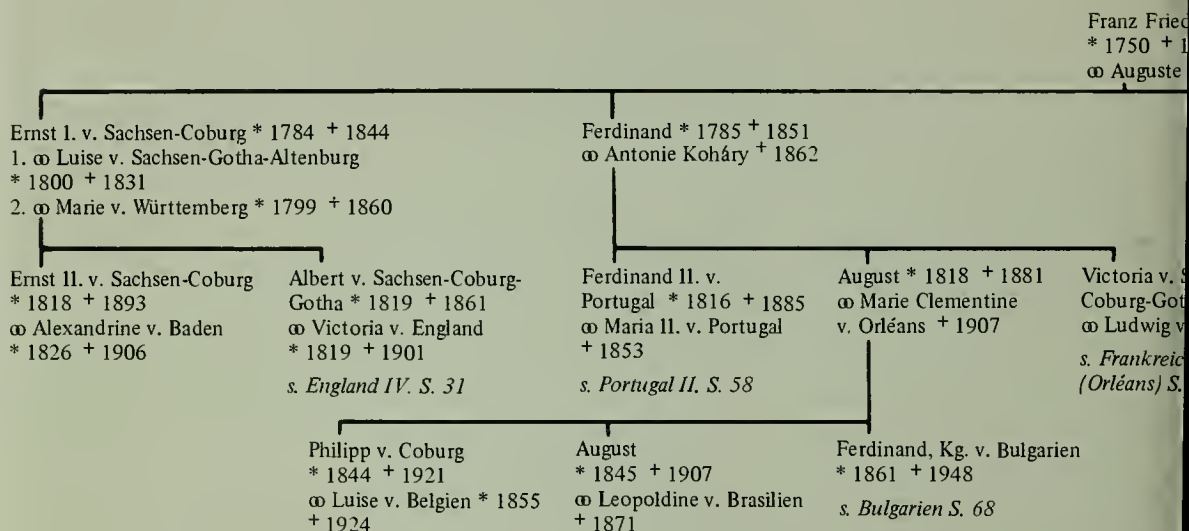 Franz Fried
* 1750 + 1
⚭ Auguste
Ernst I. v. Sachsen-Coburg * 1784 + 1844
1. ⚭ Luise v. Sachsen-Gotha-Altenburg
* 1800 + 1831
2. ⚭ Marie v. Württemberg * 1799 + 1860
Ferdinand * 1785 + 1851
⚭ Antonie Koháry + 1862
Ernst II. v. Sachsen-Coburg
* 1818 + 1893
⚭ Alexandrine v. Baden
* 1826 + 1906
Albert v. Sachsen-Coburg-
Gotha * 1819 + 1861
⚭ Victoria v. England
* 1819 + 1901
s. England IV. S. 31
Ferdinand II. v.
Portugal * 1816 + 1885
⚭ Maria II. v. Portugal
+ 1853
s. Portugal II. S. 58
August * 1818 + 1881
⚭ Marie Clementine
v. Orléans + 1907
Victoria v. S
Coburg-Got
⚭ Ludwig v
s. Frankreic
(Orléans) S.
Philipp v. Coburg
* 1844 + 1921
⚭ Luise v. Belgien * 1855
+ 1924
August
* 1845 + 1907
⚭ Leopoldine v. Brasilien
+ 1871
Ferdinand, Kg. v. Bulgarien
* 1861 + 1948
s. Bulgarien S. 68